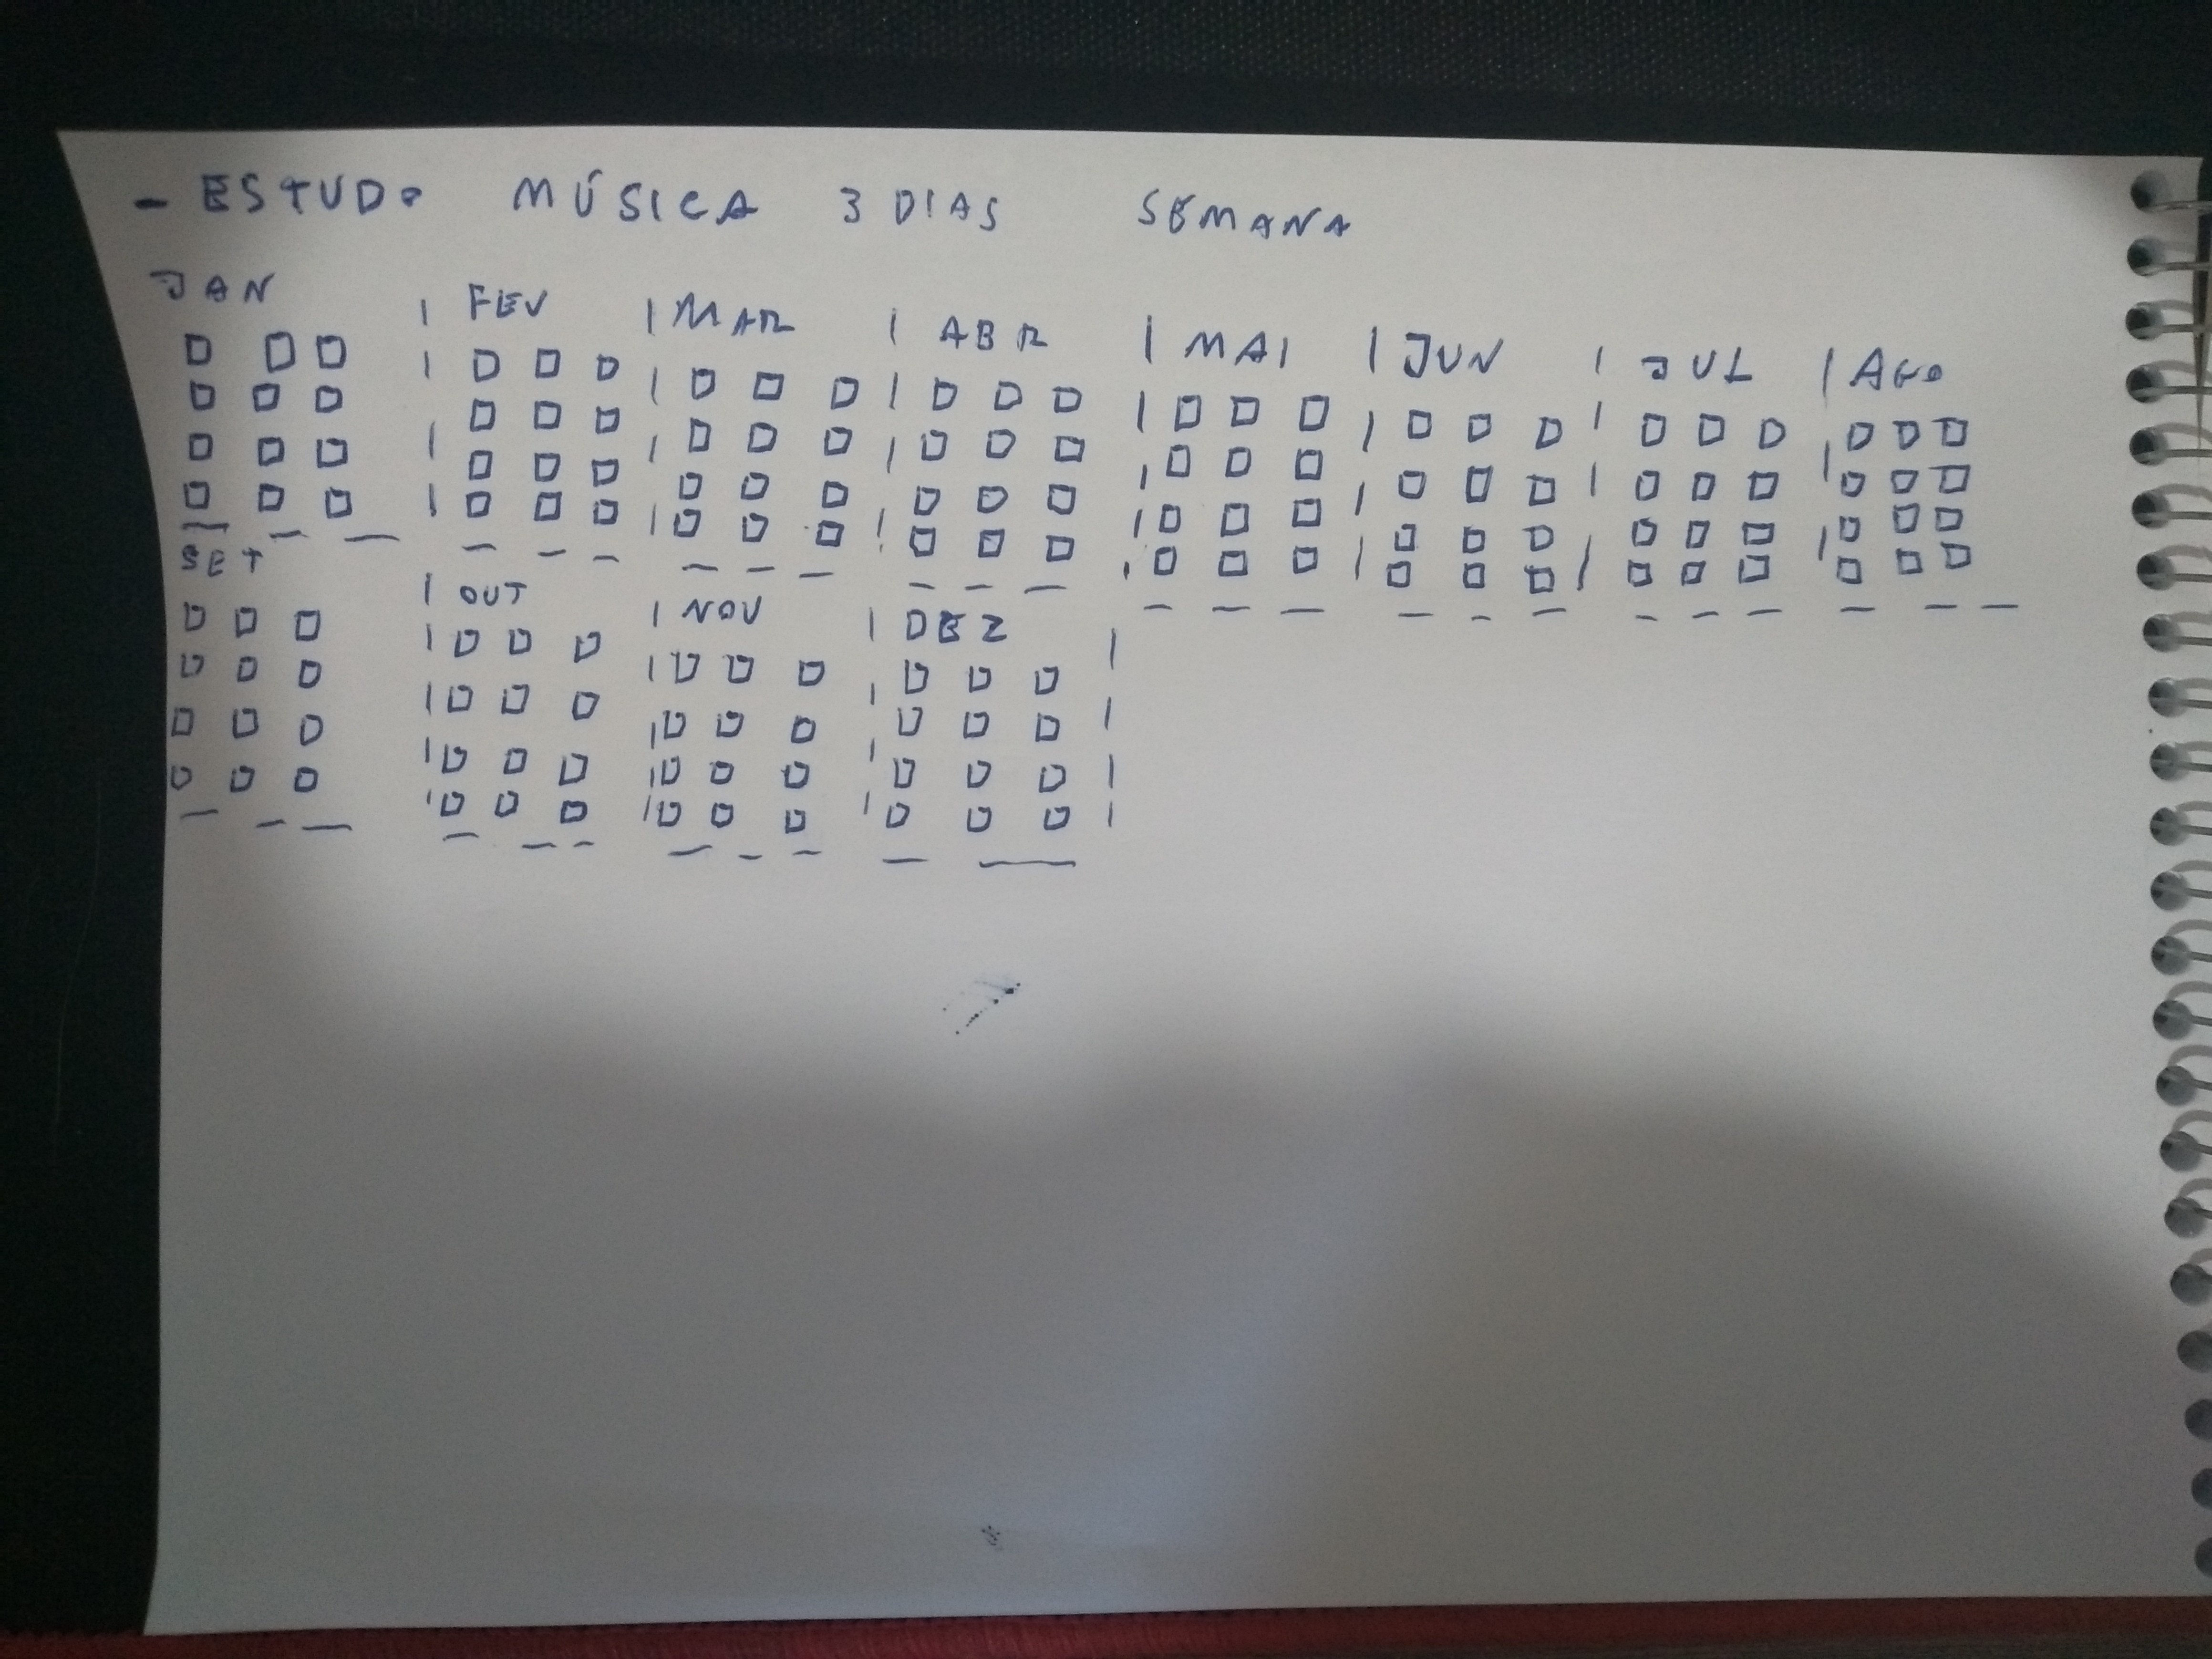 - ESTUDO MÚSICA 3 DIAS SEMANA
JAN | FEV | MAR | ABR | MAI | JUN | JUL | AGO
SET | OUT | NOV | DEZ |